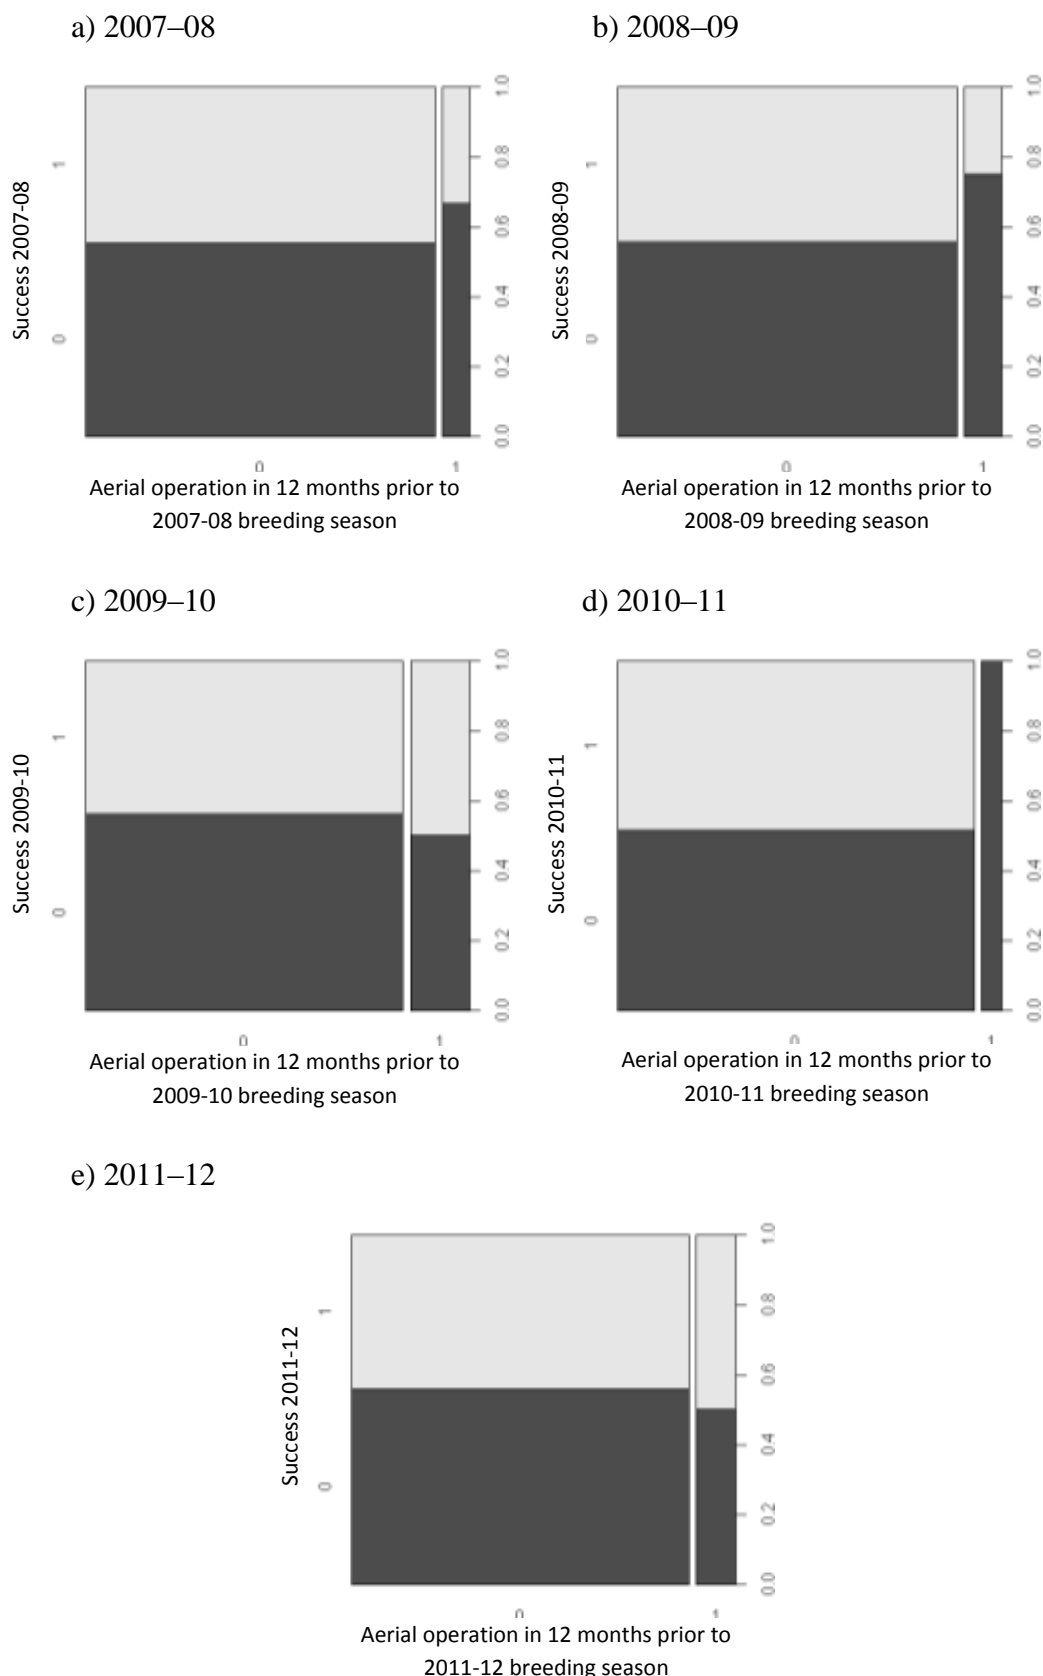 a) 2007–08
Success 2007-08
0
1
0.0
0.2
0.4
0.6
0.8
1.0
0
1
Aerial operation in 12 months prior to
2007-08 breeding season
b) 2008–09
Success 2008-09
0
1
0.0
0.2
0.4
0.6
0.8
1.0
0
1
Aerial operation in 12 months prior to
2008-09 breeding season
c) 2009–10
Success 2009-10
0
1
0.0
0.2
0.4
0.6
0.8
1.0
0
1
Aerial operation in 12 months prior to
2009-10 breeding season
d) 2010–11
Success 2010-11
0
1
0.0
0.2
0.4
0.6
0.8
1.0
0
1
Aerial operation in 12 months prior to
2010-11 breeding season
e) 2011–12
Success 2011-12
0
1
0.0
0.2
0.4
0.6
0.8
1.0
0
1
Aerial operation in 12 months prior to
2011-12 breeding season